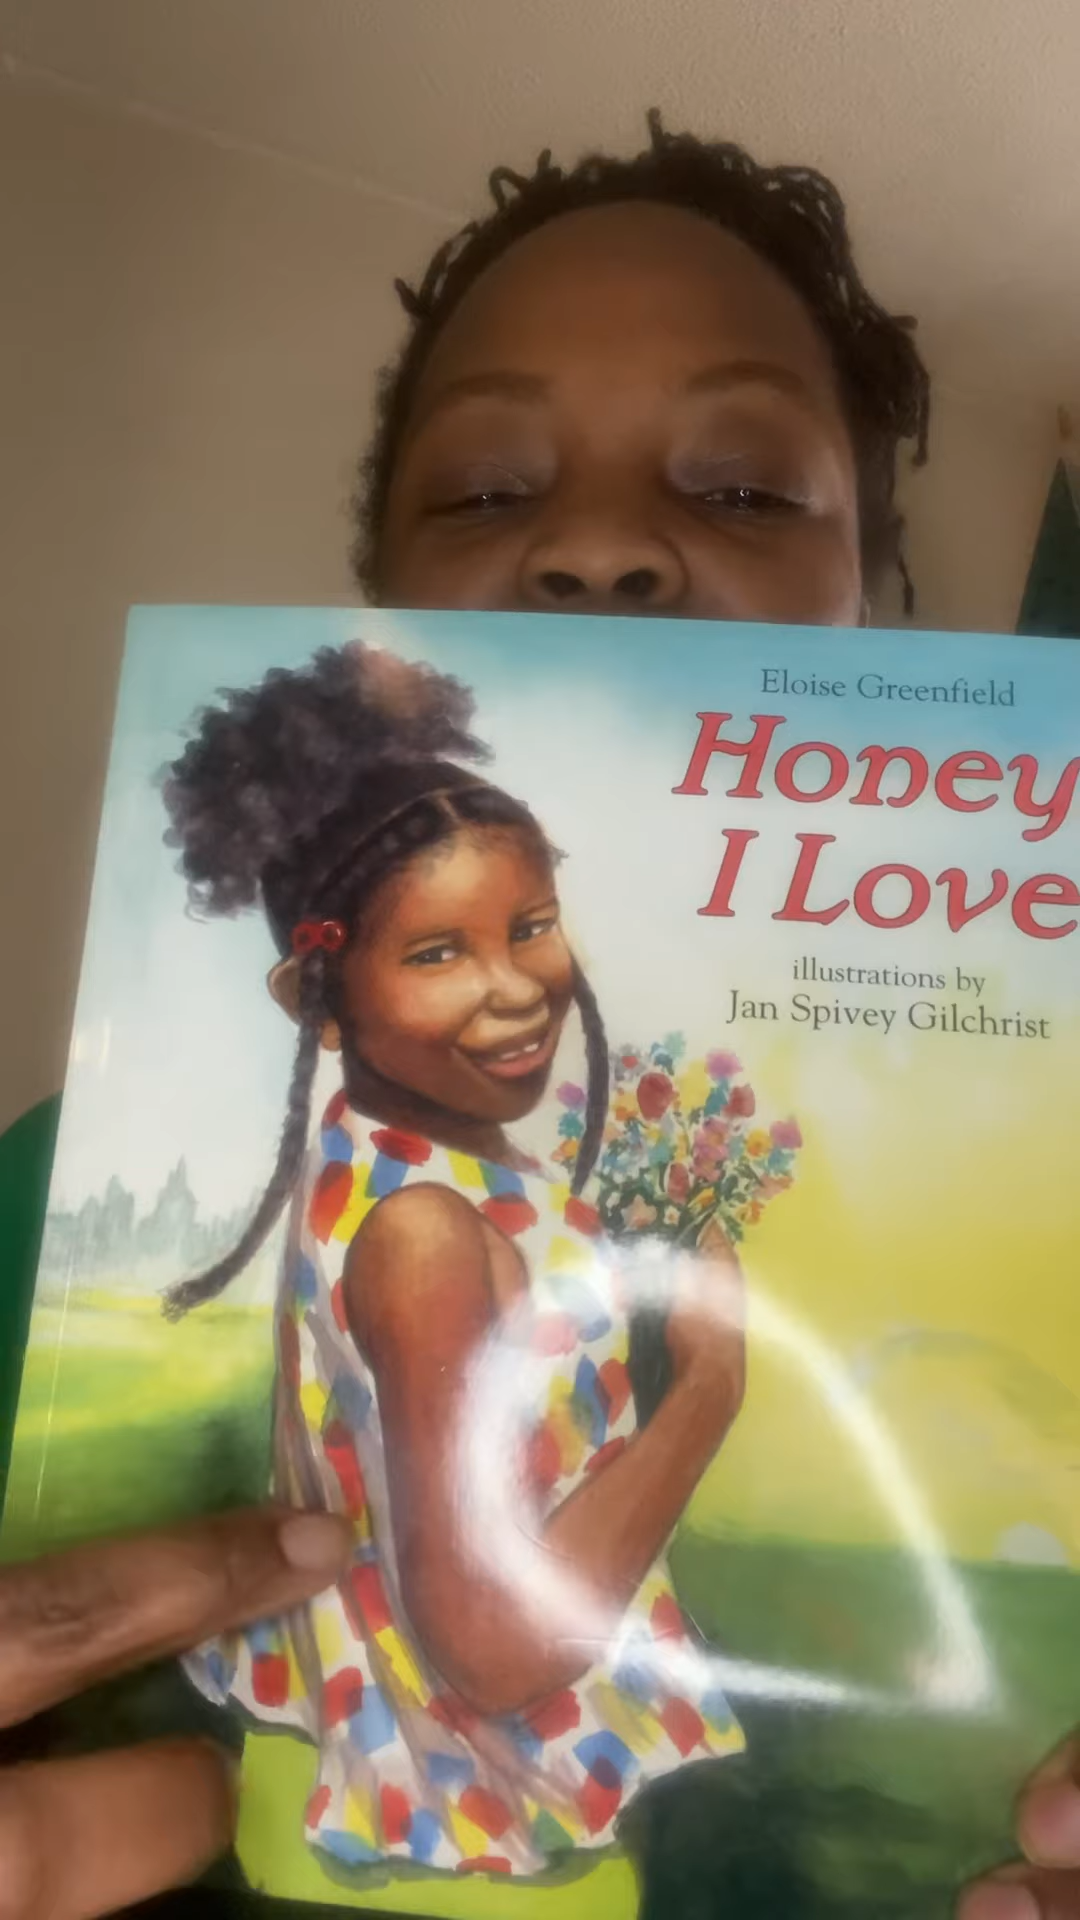 Eloise Greenfield
Honey
I Love
illustrations by
Jan Spivey Gilchrist